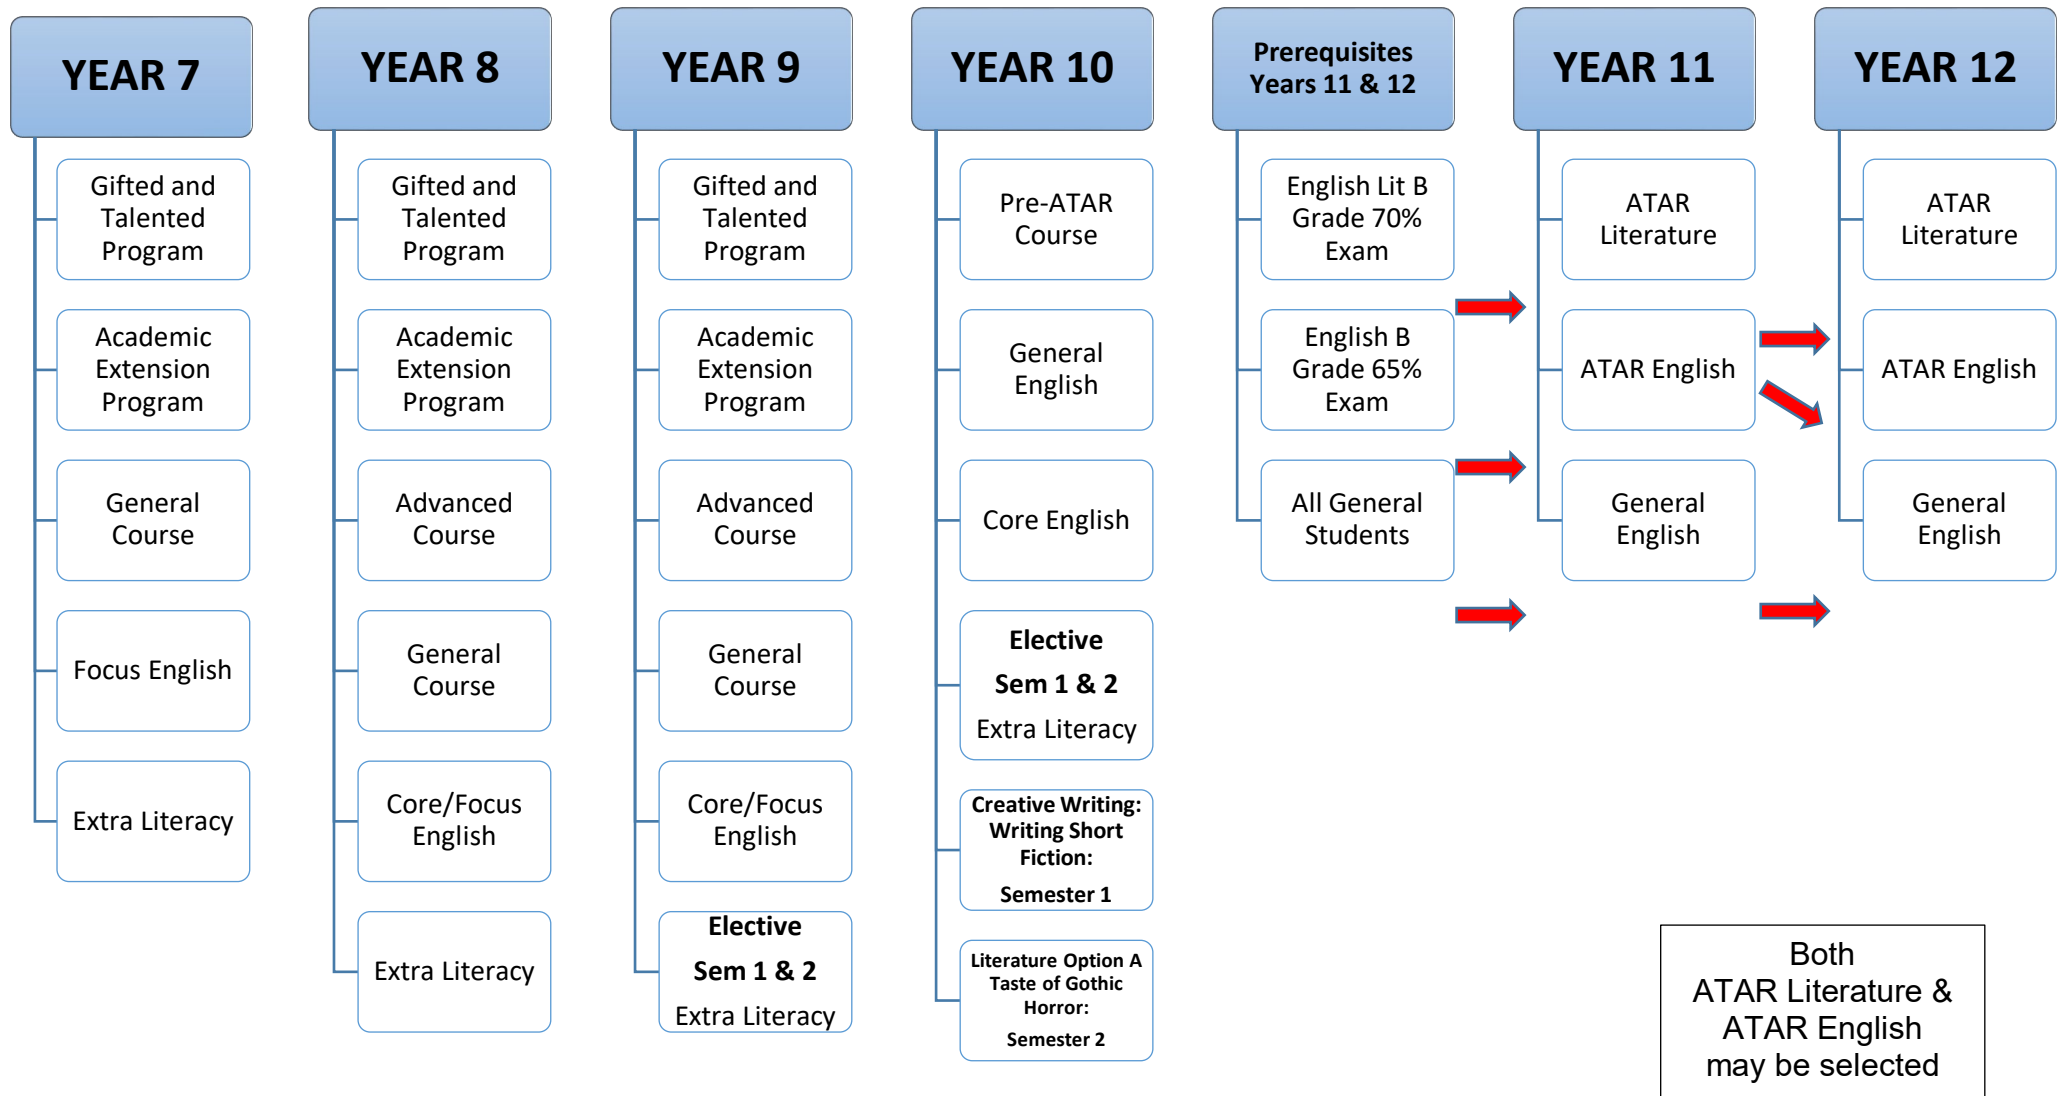 YEAR 7
Gifted and
Talented
Program
Academic
Extension
Program
General
Course
Focus English
Extra Literacy
YEAR 8
Gifted and
Talented
Program
Academic
Extension
Program
Advanced
Course
General
Course
Core/Focus
English
Extra Literacy
YEAR 9
Gifted and
Talented
Program
Academic
Extension
Program
Advanced
Course
General
Course
Core/Focus
English
Elective
Sem 1 & 2
Extra Literacy
YEAR 10
Pre-ATAR
Course
General
English
Core English
Elective
Sem 1 & 2
Extra Literacy
Creative Writing:
Writing Short
Fiction:
Semester 1
Literature Option A
Taste of Gothic
Horror:
Semester 2
Prerequisites
Years 11 & 12
English Lit B
Grade 70%
Exam
English B
Grade 65%
Exam
All General
Students
YEAR 11
ATAR
Literature
ATAR English
General
English
YEAR 12
ATAR
Literature
ATAR English
General
English
Both
ATAR Literature &
ATAR English
may be selected